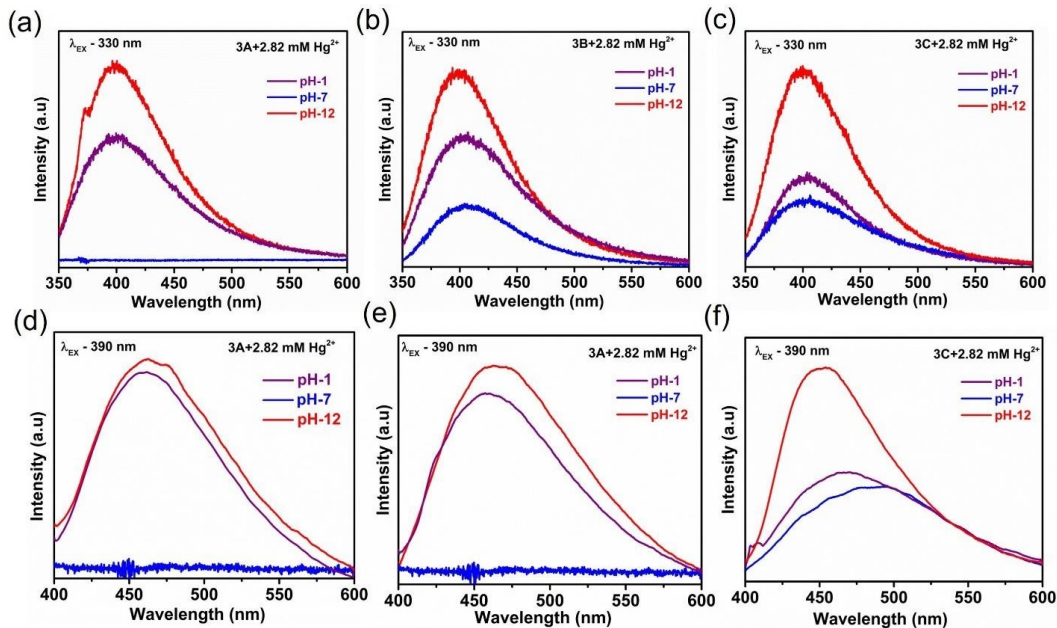 (a)
λEX - 330 nm
3A+2.82 mM Hg²⁺
pH-1
pH-7
pH-12
Intensity (a.u)
350 400 450 500 550 600
Wavelength (nm)
(b)
λEX - 330 nm
3B+2.82 mM Hg²⁺
pH-1
pH-7
pH-12
Intensity (a.u)
350 400 450 500 550 600
Wavelength (nm)
(c)
λEX - 330 nm
3C+2.82 mM Hg²⁺
pH-1
pH-7
pH-12
Intensity (a.u)
350 400 450 500 550 600
Wavelength (nm)
(d)
λEX - 390 nm
3A+2.82 mM Hg²⁺
pH-1
pH-7
pH-12
Intensity (a.u)
400 450 500 550 600
Wavelength (nm)
(e)
λEX - 390 nm
3A+2.82 mM Hg²⁺
pH-1
pH-7
pH-12
Intensity (a.u)
400 450 500 550 600
Wavelength (nm)
(f)
λEX - 390 nm
3C+2.82 mM Hg²⁺
pH-1
pH-7
pH-12
Intensity (a.u)
400 450 500 550 600
Wavelength (nm)